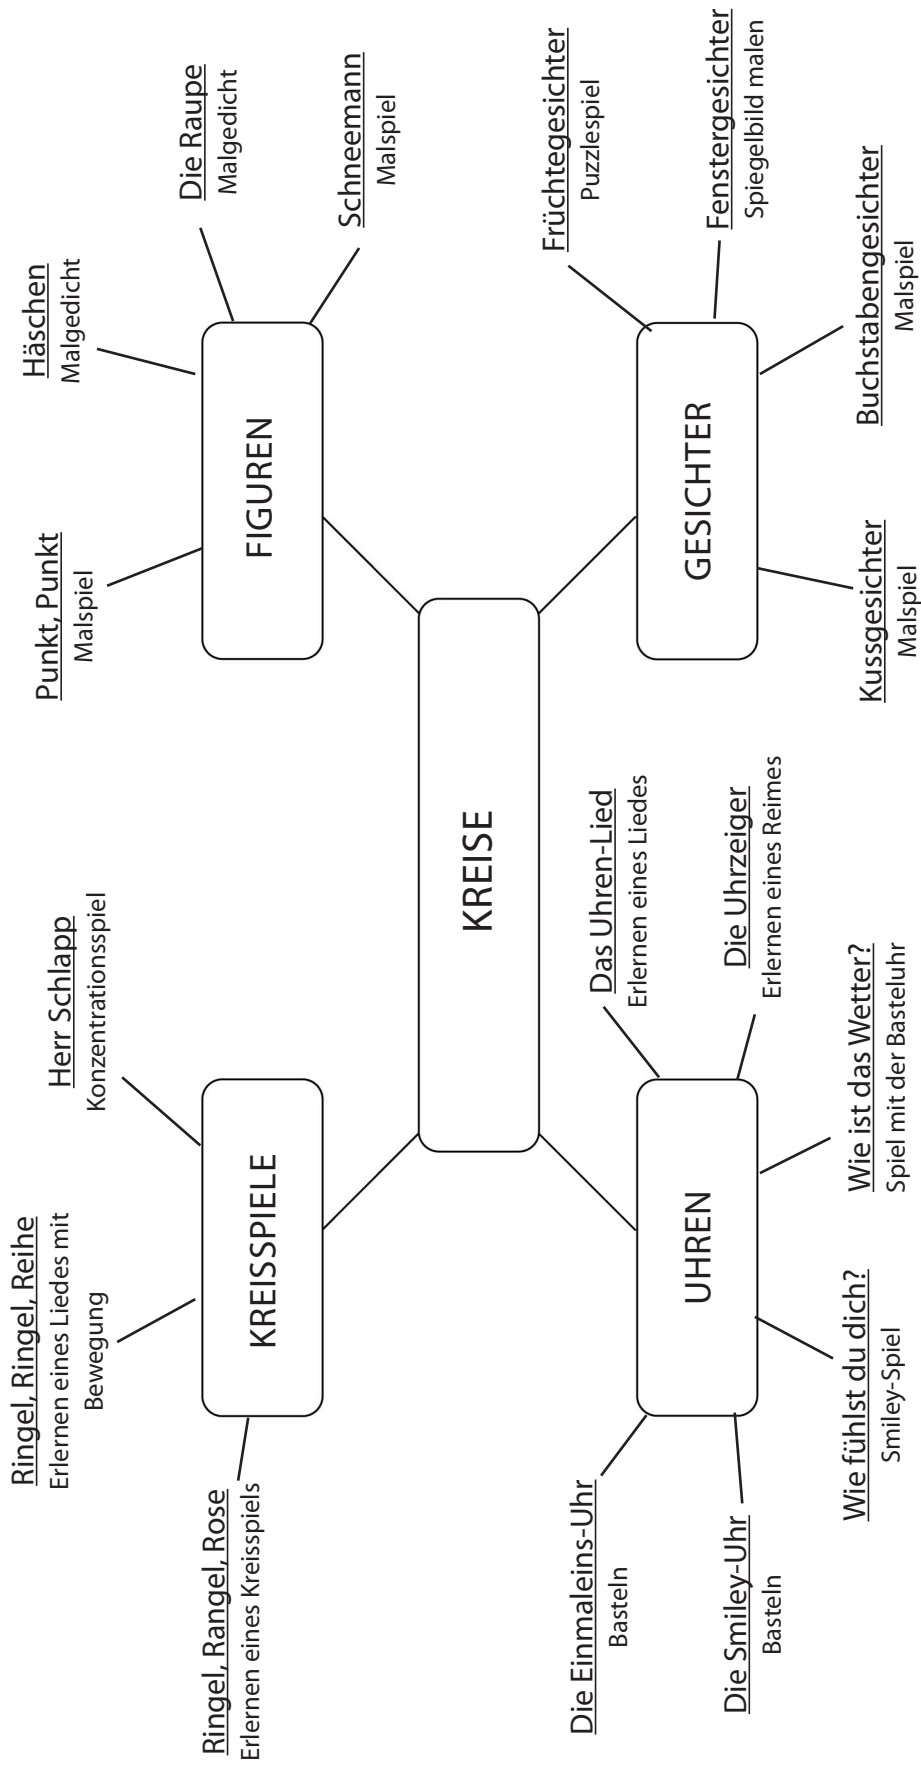 Ringel, Ringel, Reihe
Erlernen eines Liedes mit
Bewegung
Herr Schlapp
Konzentrationsspiel
Ringel, Rangel, Rose
Erlernen eines Kreisspiels
KREISSPIELE
Punkt, Punkt
Malspiel
Häschen
Malgedicht
Die Raupe
Malgedicht
Schneemann
Malspiel
FIGUREN
KREISE
Die Einmaleins-Uhr
Basteln
Die Smiley-Uhr
Basteln
Wie fühlst du dich?
Smiley-Spiel
Wie ist das Wetter?
Spiel mit der Basteluhr
Die Uhrzeiger
Erlernen eines Reimes
Das Uhren-Lied
Erlernen eines Liedes
UHREN
GESICHTER
Früchtegesichter
Puzzlespiel
Fenstergesichter
Spiegelbild malen
Buchstabengesichter
Malspiel
Kussgesichter
Malspiel